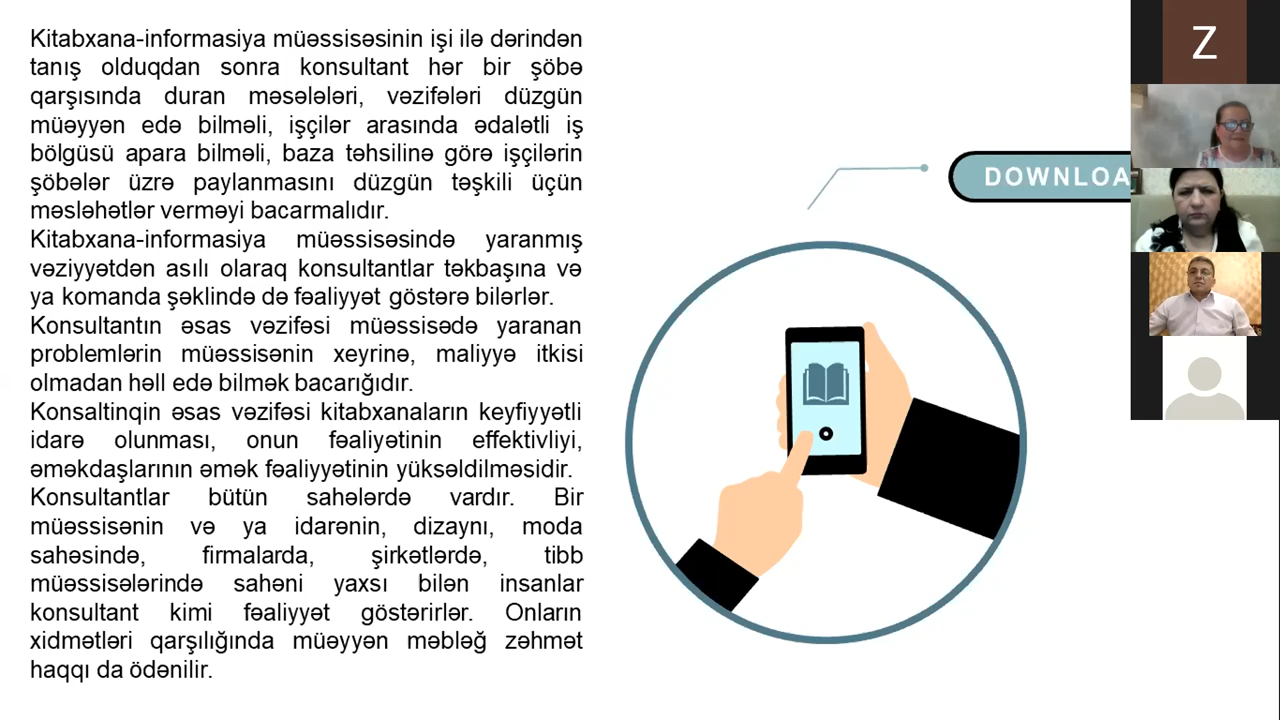 Kitabxana-informasiya müəssisəsinin işi ilə dərindən
tanış olduqdan sonra konsultant hər bir şöbə
qarşısında duran məsələləri, vəzifələri düzgün
müəyyən edə bilməli, işçilər arasında ədalətli iş
bölgüsü apara bilməli, baza təhsilinə görə işçilərin
şöbələr üzrə paylanmasını düzgün təşkili üçün
məsləhətlər verməyi bacarmalıdır.
Kitabxana-informasiya müəssisəsində yaranmış
vəziyyətdən asılı olaraq konsultantlar təkbaşına və
ya komanda şəklində də fəaliyyət göstərə bilərlər.
Konsultantın əsas vəzifəsi müəssisədə yaranan
problemlərin müəssisənin xeyrinə, maliyyə itkisi
olmadan həll edə bilmək bacarığıdır.
Konsaltinqin əsas vəzifəsi kitabxanaların keyfiyyətli
idarə olunması, onun fəaliyətinin effektivliyi,
əməkdaşlarının əmək fəaliyyətinin yüksəldilməsidir.
Konsultantlar bütün sahələrdə vardır. Bir
müəssisənin və ya idarənin, dizaynı, moda
sahəsində, firmalarda, şirkətlərdə, tibb
müəssisələrində sahəni yaxsı bilən insanlar
konsultant kimi fəaliyyət göstərirlər. Onların
xidmətləri qarşılığında müəyyən məbləğ zəhmət
haqqı da ödənilir.
DOWNLOA
Z